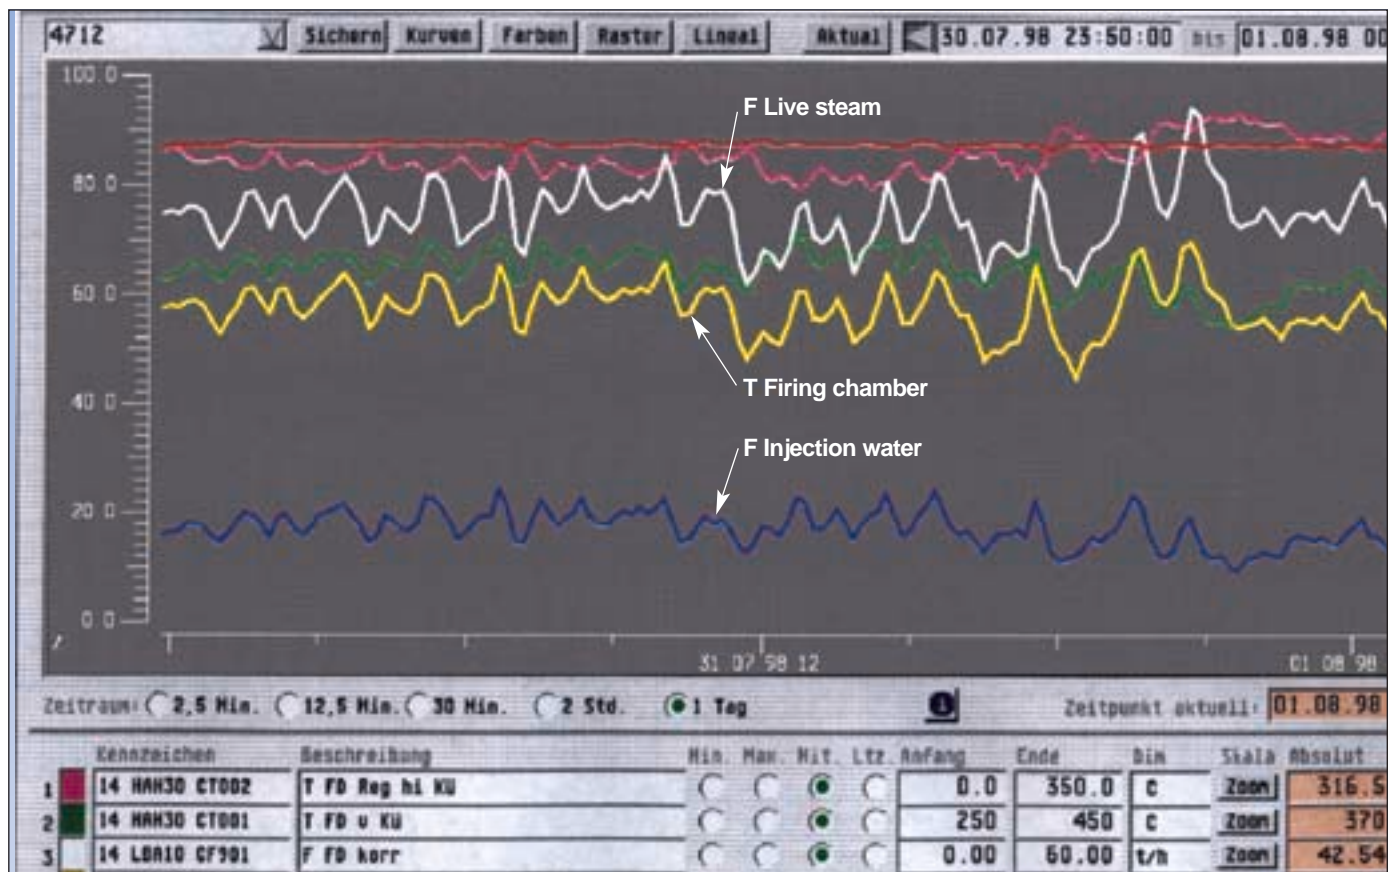 4712 Sichern Kurven Farben Raster Lineal Aktual 30.07.98 23:50:00 bis 01.08.98 00
100.0
F Live steam
80.0
60.0
T Firing chamber
40.0
F Injection water
20.0
0.0
31.07.98 12 01.08.98
Zeitraum: 2,5 Min. 12,5 Min. 30 Min. 2 Std. 1 Tag Zeitpunkt aktuell: 01.08.98
Kennzeichen Beschreibung Min. Max. Mit. Ltz. Anfang Ende Dim Skala Absolut
1 14 HAH30 CT002 T FD Reg hi KÜ 0.0 350.0 C Zoom 316.5
2 14 HAH30 CT001 T FD v KÜ 250 450 C Zoom 370
3 14 LBA10 CF901 F FD korr 0.00 60.00 t/h Zoom 42.54